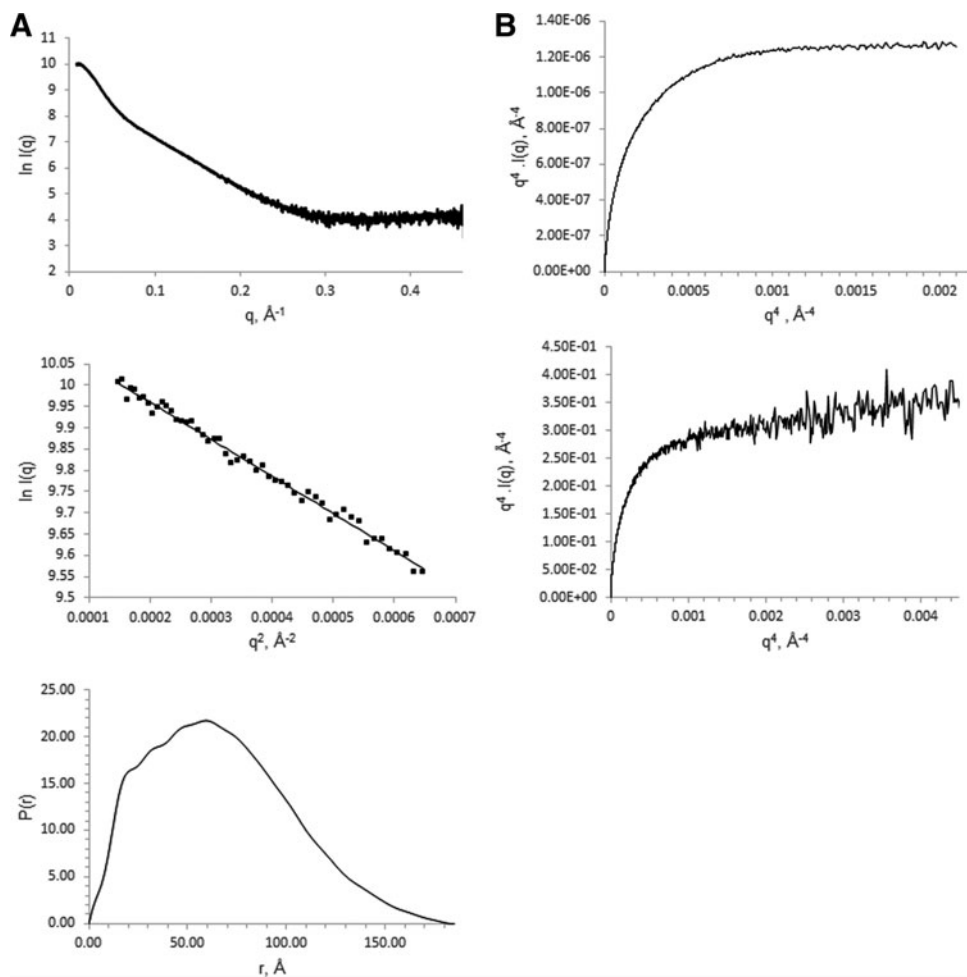 A
ln I(q)
11
10
9
8
7
6
5
4
3
2
0 0.1 0.2 0.3 0.4
q, Å-1
ln I(q)
10.05
10
9.95
9.9
9.85
9.8
9.75
9.7
9.65
9.6
9.55
9.5
0.0001 0.0002 0.0003 0.0004 0.0005 0.0006 0.0007
q2, Å-2
P(r)
25.00
20.00
15.00
10.00
5.00
0.00
0.00 50.00 100.00 150.00
r, Å
B
q4 .I(q), Å-4
1.40E-06
1.20E-06
1.00E-06
8.00E-07
6.00E-07
4.00E-07
2.00E-07
0.00E+00
0 0.0005 0.001 0.0015 0.002
q4 , Å-4
q4 .I(q), Å-4
4.50E-01
4.00E-01
3.50E-01
3.00E-01
2.50E-01
2.00E-01
1.50E-01
1.00E-01
5.00E-02
0.00E+00
0 0.001 0.002 0.003 0.004
q4 , Å-4